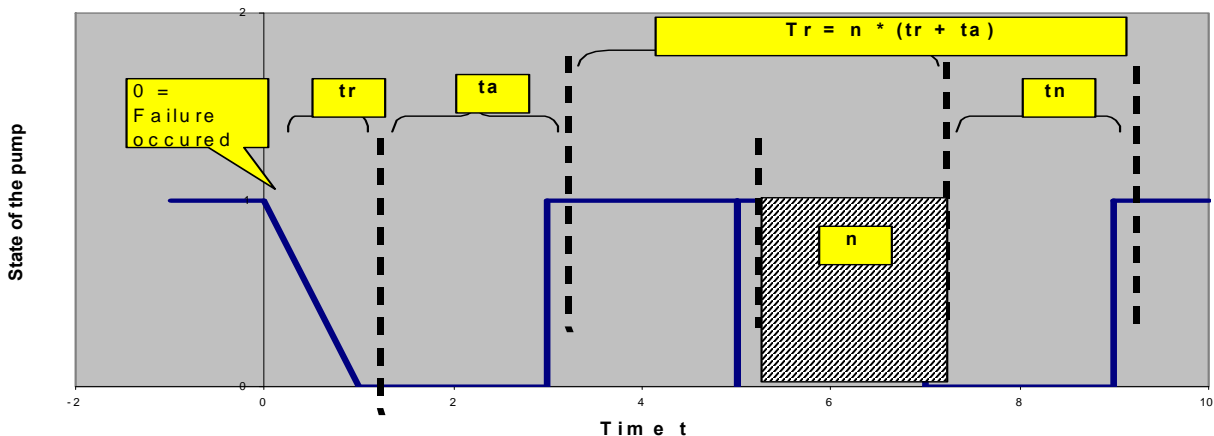 2
Tr = n * (tr + ta)
0 =
Failure
occured
tr
ta
tn
State of the pump
1
n
0
-2 0 2 4 6 8 10
Time t